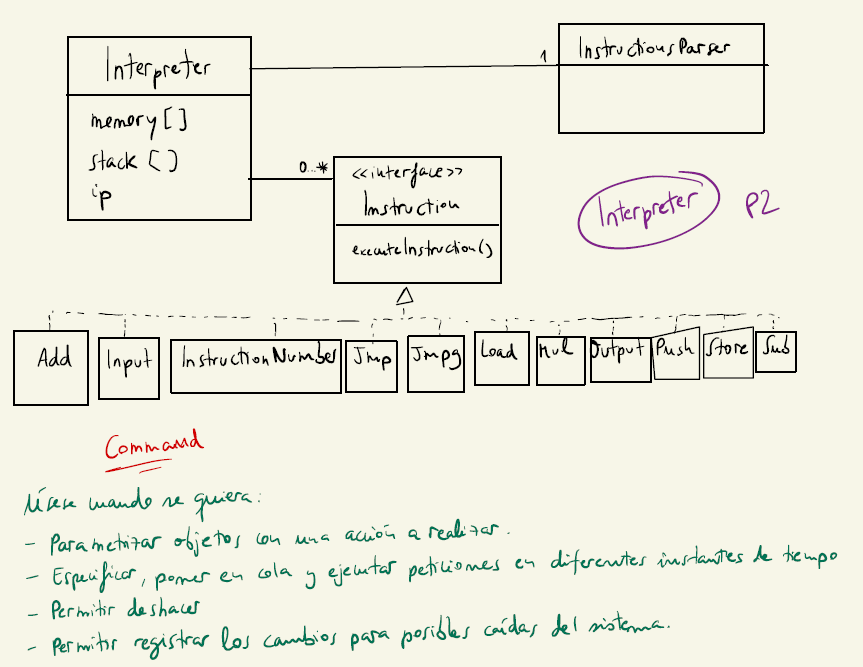 Interpreter
memory []
stack []
ip
1
InstructionsParser
0...*
<<interface>>
Instruction
executeInstruction()
Interpreter P2
Add Input InstructionNumber Jmp Jmpg Load Mul Output Push Store Sub
Command
Úsese cuando se quiera:
- Parametrizar objetos con una acción a realizar.
- Especificar, poner en cola y ejecutar peticiones en diferentes instantes de tiempo
- Permitir deshacer
- Permitir registrar los cambios para posibles caídas del sistema.